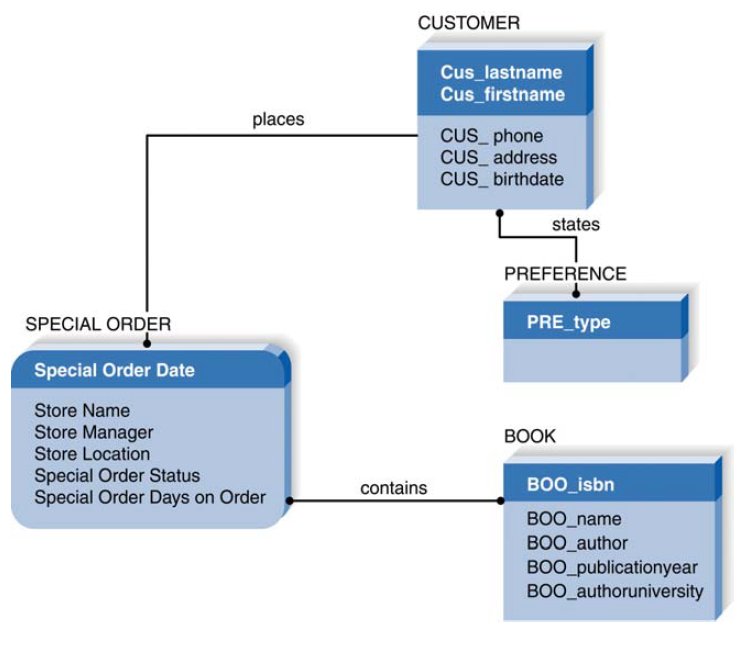 CUSTOMER
Cus_lastname
Cus_firstname
CUS_ phone
CUS_ address
CUS_ birthdate
places
states
PREFERENCE
PRE_type
SPECIAL ORDER
Special Order Date
Store Name
Store Manager
Store Location
Special Order Status
Special Order Days on Order
contains
BOOK
BOO_isbn
BOO_name
BOO_author
BOO_publicationyear
BOO_authoruniversity